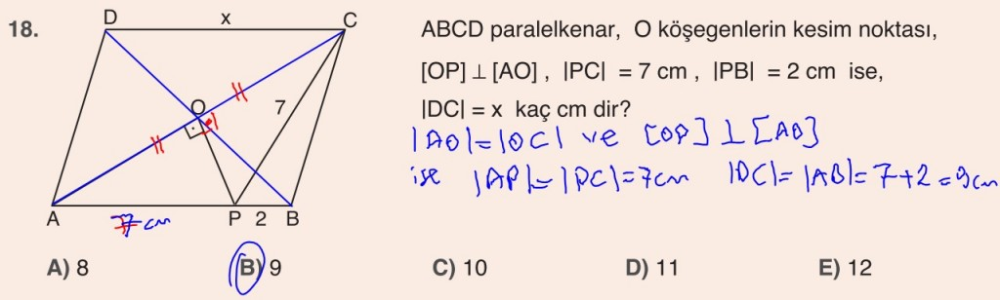 18.
D
x
C
ABCD paralelkenar, O köşegenlerin kesim noktası,
[OP] ⊥ [AO] , |PC| = 7 cm , |PB| = 2 cm ise,
O
7
|DC| = x kaç cm dir?
|AO|=|OC| ve [OP] ⊥ [AO]
ise |AP|=|PC|=7cm |DC|=|AB|=7+2=9cm
A
7 cm
P 2 B
A) 8
B) 9
C) 10
D) 11
E) 12